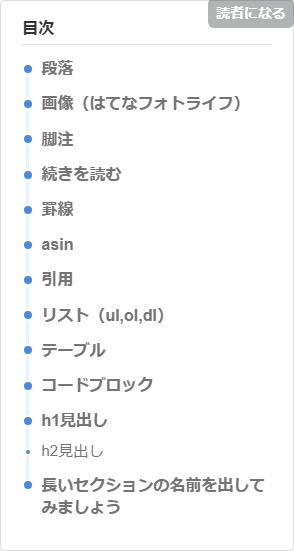 読者になる
目次
段落
画像（はてなフォトライフ）
脚注
続きを読む
罫線
asin
引用
リスト（ul,ol,dl）
テーブル
コードブロック
h1見出し
h2見出し
長いセクションの名前を出して
みましょう